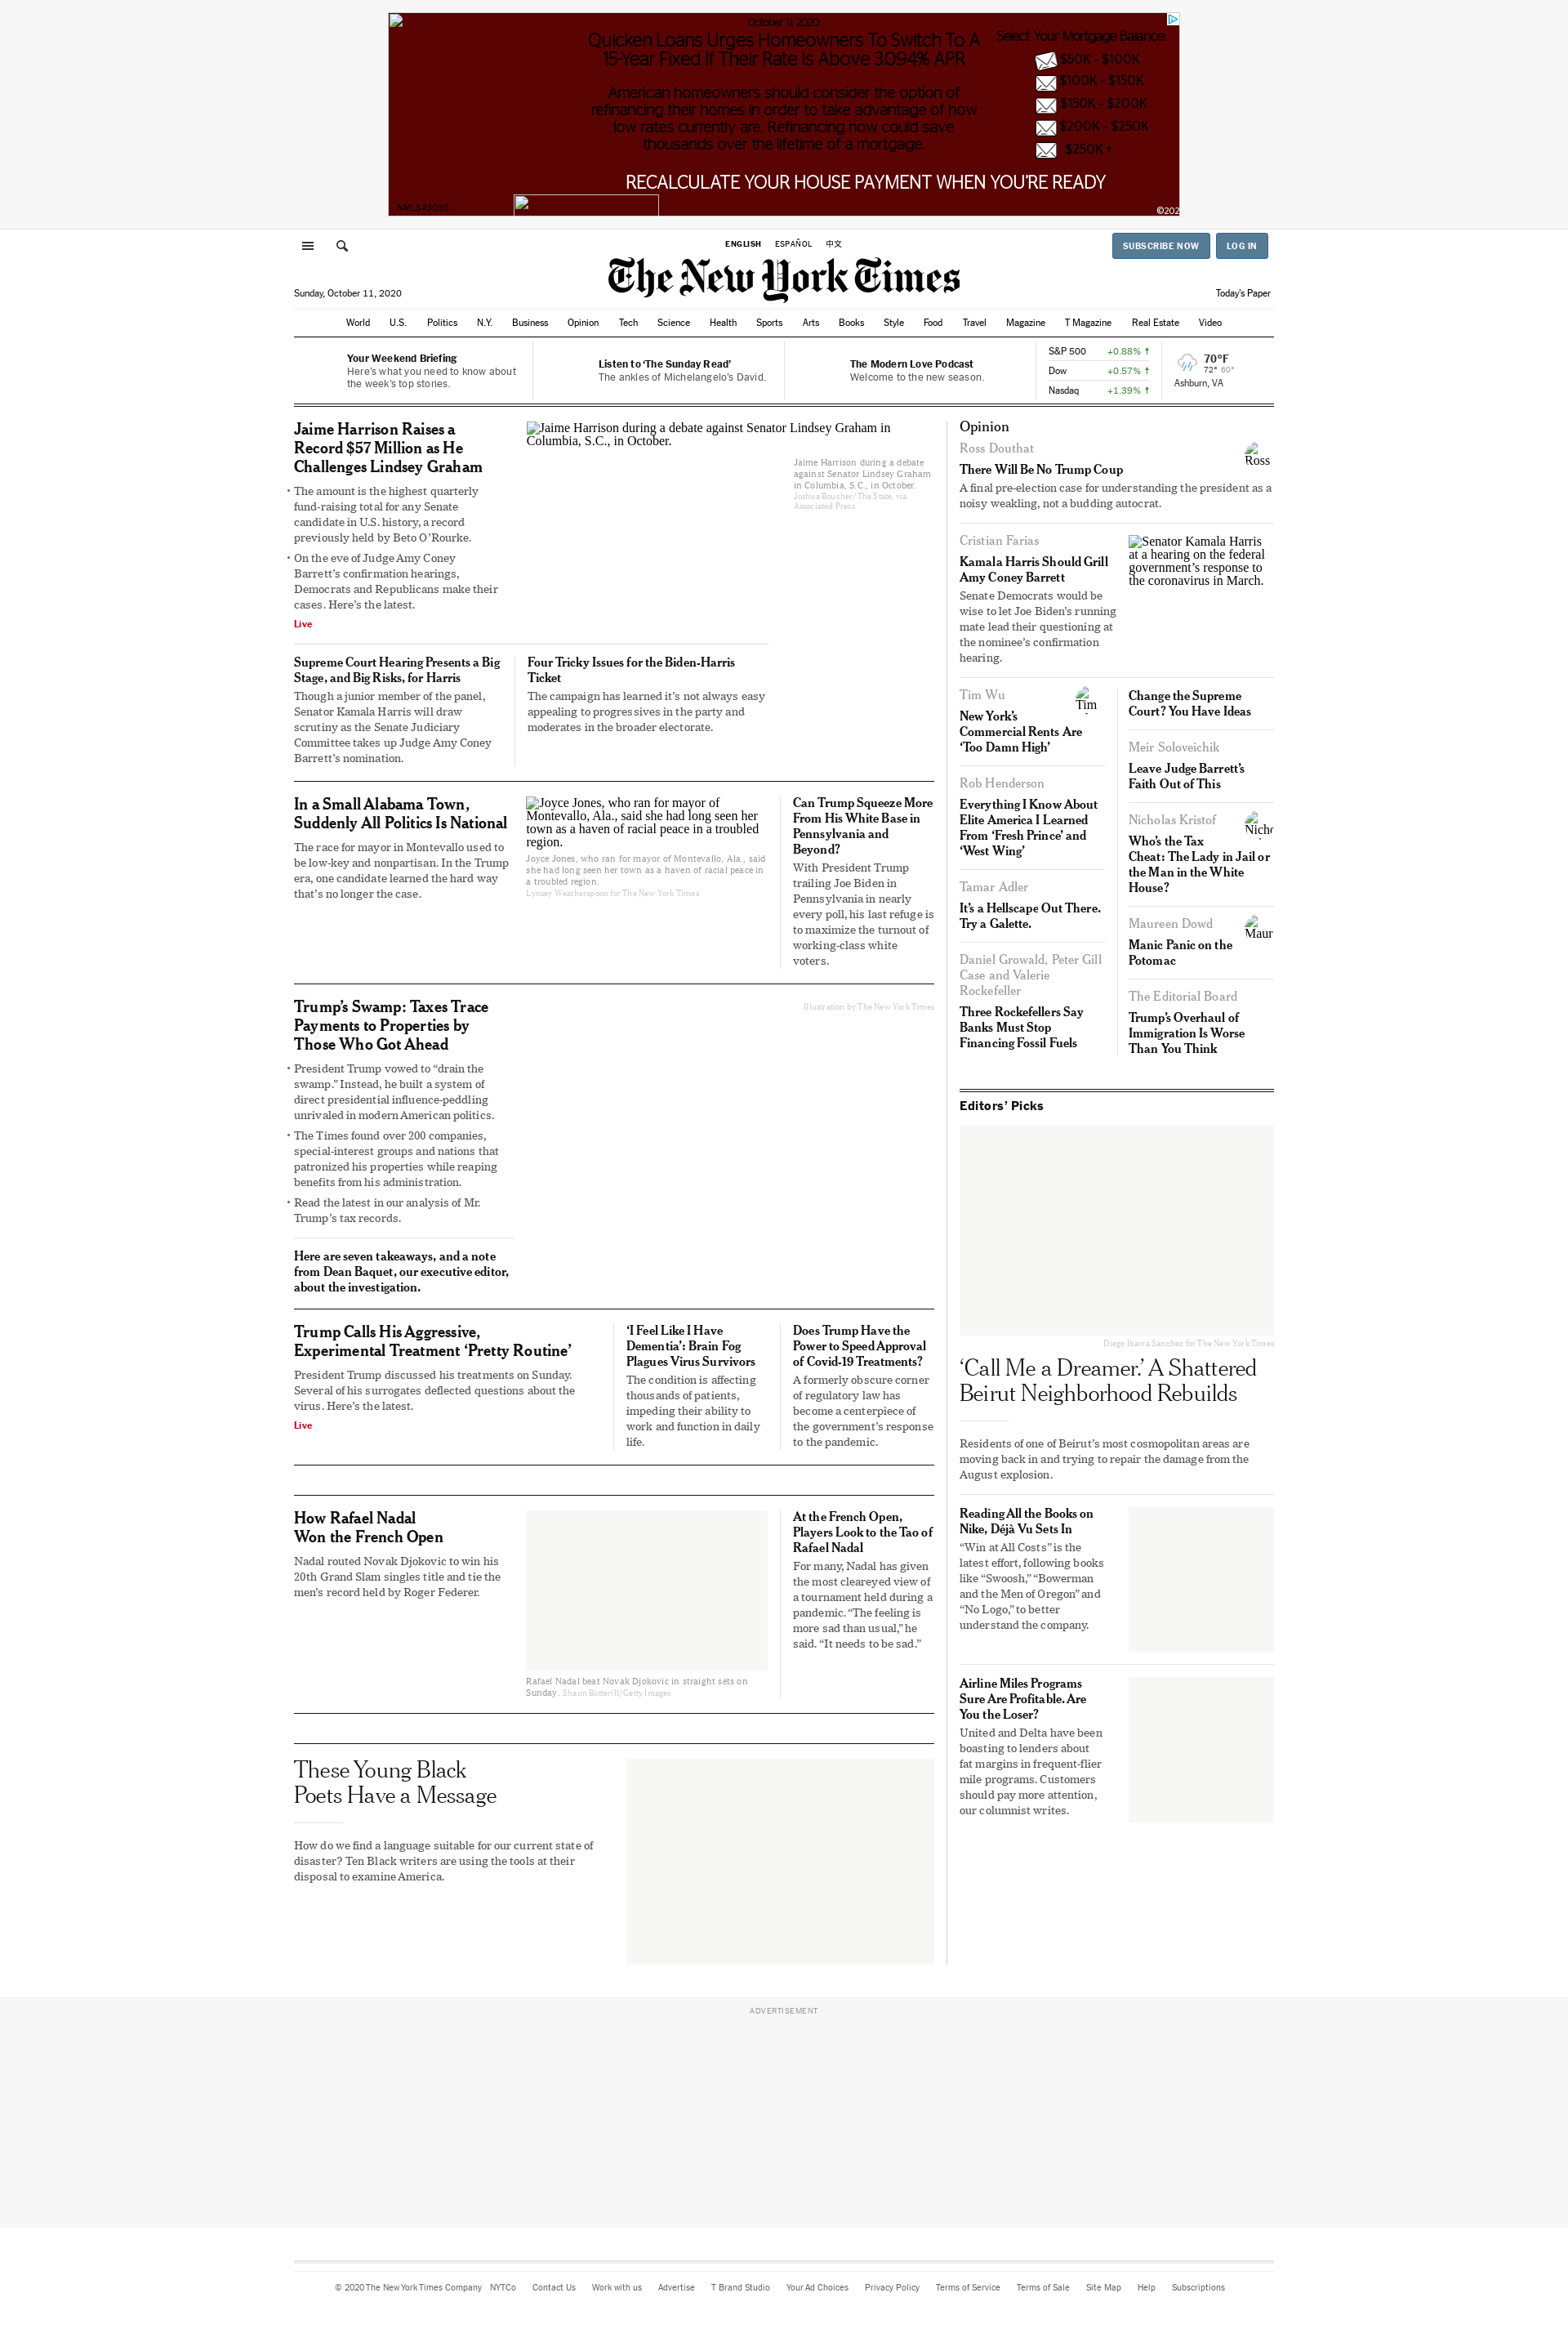 October 11, 2020
Quicken Loans Urges Homeowners To Switch To A
15-Year Fixed If Their Rate Is Above 3.094% APR
American homeowners should consider the option of
refinancing their homes in order to take advantage of how
low rates currently are. Refinancing now could save
thousands over the lifetime of a mortgage.
Select Your Mortgage Balance:
$50K - $100K
$100K - $150K
$150K - $200K
$200K - $250K
$250K +
RECALCULATE YOUR HOUSE PAYMENT WHEN YOU'RE READY
NMLS #3030
©202
ENGLISH ESPAÑOL 中文
SUBSCRIBE NOW LOG IN
The New York Times
Sunday, October 11, 2020
Today's Paper
World U.S. Politics N.Y. Business Opinion Tech Science Health Sports Arts Books Style Food Travel Magazine T Magazine Real Estate Video
Your Weekend Briefing
Here's what you need to know about
the week's top stories.
Listen to 'The Sunday Read'
The ankles of Michelangelo's David.
The Modern Love Podcast
Welcome to the new season.
S&P 500 +0.88% ↑
Dow +0.57% ↑
Nasdaq +1.39% ↑
70°F
72° 60°
Ashburn, VA
Jaime Harrison Raises a
Record $57 Million as He
Challenges Lindsey Graham
• The amount is the highest quarterly
fund-raising total for any Senate
candidate in U.S. history, a record
previously held by Beto O'Rourke.
• On the eve of Judge Amy Coney
Barrett's confirmation hearings,
Democrats and Republicans make their
cases. Here's the latest.
Live
Jaime Harrison during a debate against Senator Lindsey Graham in
Columbia, S.C., in October.
Jaime Harrison during a debate
against Senator Lindsey Graham
in Columbia, S.C., in October.
Joshua Boucher/The State, via
Associated Press
Supreme Court Hearing Presents a Big
Stage, and Big Risks, for Harris
Though a junior member of the panel,
Senator Kamala Harris will draw
scrutiny as the Senate Judiciary
Committee takes up Judge Amy Coney
Barrett's nomination.
Four Tricky Issues for the Biden-Harris
Ticket
The campaign has learned it's not always easy
appealing to progressives in the party and
moderates in the broader electorate.
In a Small Alabama Town,
Suddenly All Politics Is National
The race for mayor in Montevallo used to
be low-key and nonpartisan. In the Trump
era, one candidate learned the hard way
that's no longer the case.
Joyce Jones, who ran for mayor of
Montevallo, Ala., said she had long seen her
town as a haven of racial peace in a troubled
region.
Joyce Jones, who ran for mayor of Montevallo, Ala., said
she had long seen her town as a haven of racial peace in
a troubled region.
Lynsey Weatherspoon for The New York Times
Can Trump Squeeze More
From His White Base in
Pennsylvania and
Beyond?
With President Trump
trailing Joe Biden in
Pennsylvania in nearly
every poll, his last refuge is
to maximize the turnout of
working-class white
voters.
Trump's Swamp: Taxes Trace
Payments to Properties by
Those Who Got Ahead
• President Trump vowed to “drain the
swamp.” Instead, he built a system of
direct presidential influence-peddling
unrivaled in modern American politics.
• The Times found over 200 companies,
special-interest groups and nations that
patronized his properties while reaping
benefits from his administration.
• Read the latest in our analysis of Mr.
Trump's tax records.
Illustration by The New York Times
Here are seven takeaways, and a note
from Dean Baquet, our executive editor,
about the investigation.
Trump Calls His Aggressive,
Experimental Treatment ‘Pretty Routine’
President Trump discussed his treatments on Sunday.
Several of his surrogates deflected questions about the
virus. Here's the latest.
Live
‘I Feel Like I Have
Dementia’: Brain Fog
Plagues Virus Survivors
The condition is affecting
thousands of patients,
impeding their ability to
work and function in daily
life.
Does Trump Have the
Power to Speed Approval
of Covid-19 Treatments?
A formerly obscure corner
of regulatory law has
become a centerpiece of
the government's response
to the pandemic.
How Rafael Nadal
Won the French Open
Nadal routed Novak Djokovic to win his
20th Grand Slam singles title and tie the
men's record held by Roger Federer.
Rafael Nadal beat Novak Djokovic in straight sets on
Sunday. Shaun Botterill/Getty Images
At the French Open,
Players Look to the Tao of
Rafael Nadal
For many, Nadal has given
the most cleareyed view of
a tournament held during a
pandemic. “The feeling is
more sad than usual,” he
said. “It needs to be sad.”
These Young Black
Poets Have a Message
How do we find a language suitable for our current state of
disaster? Ten Black writers are using the tools at their
disposal to examine America.
Opinion
Ross Douthat
Ross
There Will Be No Trump Coup
A final pre-election case for understanding the president as a
noisy weakling, not a budding autocrat.
Cristian Farias
Kamala Harris Should Grill
Amy Coney Barrett
Senate Democrats would be
wise to let Joe Biden's running
mate lead their questioning at
the nominee's confirmation
hearing.
Senator Kamala Harris
at a hearing on the federal
government's response to
the coronavirus in March.
Tim Wu
Tim
New York's
Commercial Rents Are
‘Too Damn High’
Rob Henderson
Everything I Know About
Elite America I Learned
From ‘Fresh Prince’ and
‘West Wing’
Tamar Adler
It's a Hellscape Out There.
Try a Galette.
Daniel Growald, Peter Gill
Case and Valerie
Rockefeller
Three Rockefellers Say
Banks Must Stop
Financing Fossil Fuels
Change the Supreme
Court? You Have Ideas
Meir Soloveichik
Leave Judge Barrett's
Faith Out of This
Nicholas Kristof
Nicho
Who's the Tax
Cheat: The Lady in Jail or
the Man in the White
House?
Maureen Dowd
Maur
Manic Panic on the
Potomac
The Editorial Board
Trump's Overhaul of
Immigration Is Worse
Than You Think
Editors' Picks
Diego Ibarra Sanchez for The New York Times
‘Call Me a Dreamer.’ A Shattered
Beirut Neighborhood Rebuilds
Residents of one of Beirut's most cosmopolitan areas are
moving back in and trying to repair the damage from the
August explosion.
Reading All the Books on
Nike, Déjà Vu Sets In
“Win at All Costs” is the
latest effort, following books
like “Swoosh,” “Bowerman
and the Men of Oregon” and
“No Logo,” to better
understand the company.
Airline Miles Programs
Sure Are Profitable. Are
You the Loser?
United and Delta have been
boasting to lenders about
fat margins in frequent-flier
mile programs. Customers
should pay more attention,
our columnist writes.
ADVERTISEMENT
© 2020 The New York Times Company NYTCo Contact Us Work with us Advertise T Brand Studio Your Ad Choices Privacy Policy Terms of Service Terms of Sale Site Map Help Subscriptions